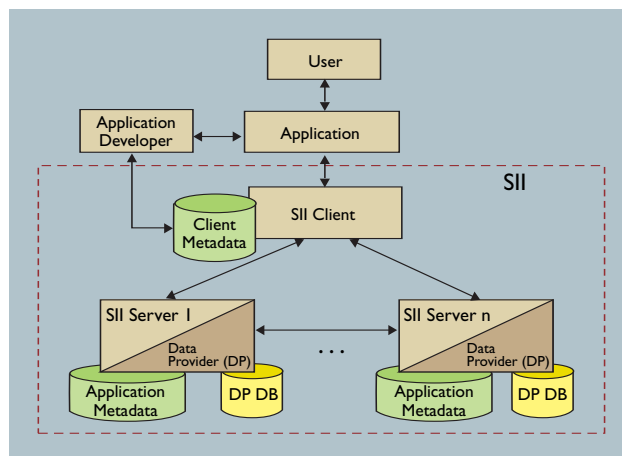 User
Application
Developer
Application
SII
SII Client
Client
Metadata
SII Server 1
Data
Provider (DP)
SII Server n
Data
Provider (DP)
...
Application
Metadata
DP DB
Application
Metadata
DP DB